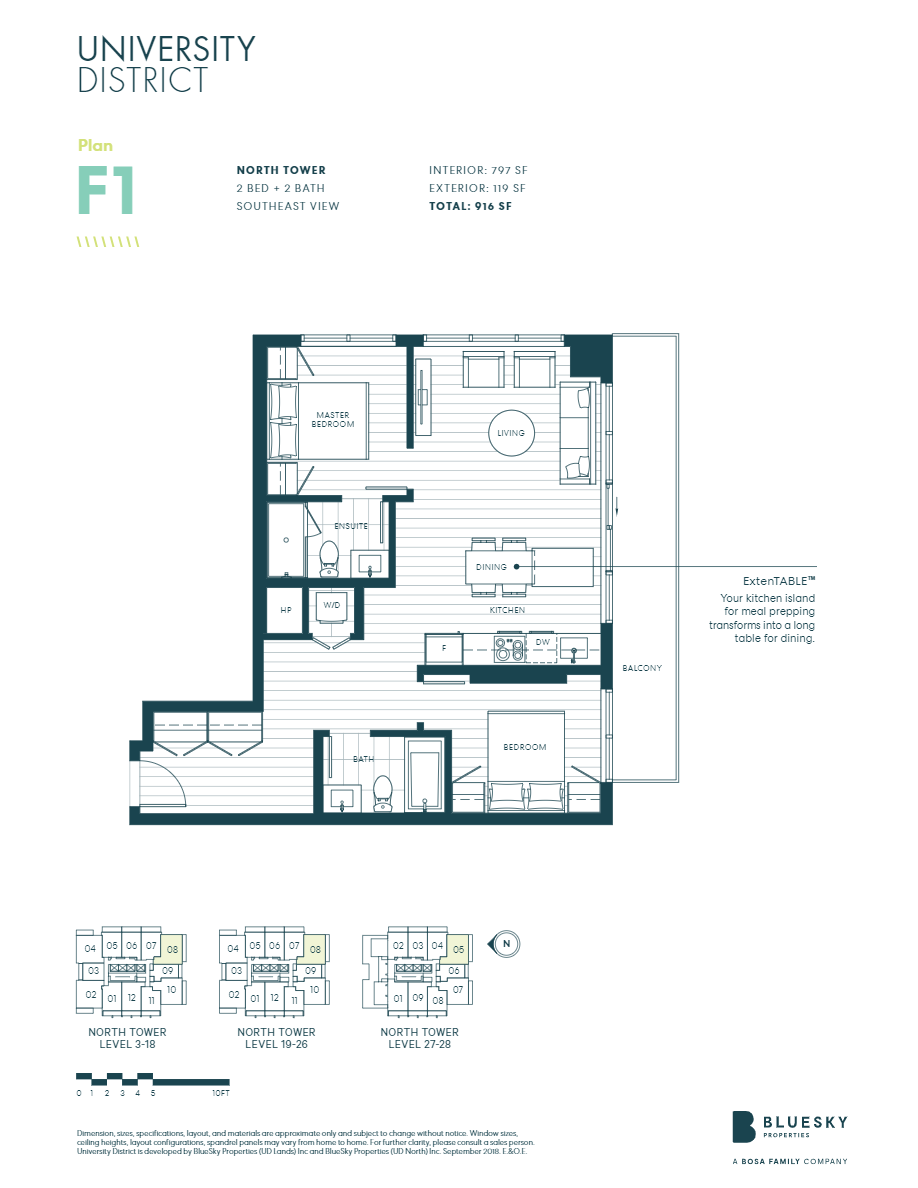 UNIVERSITY
DISTRICT
Plan
F1
NORTH TOWER
2 BED + 2 BATH
SOUTHEAST VIEW
INTERIOR: 797 SF
EXTERIOR: 119 SF
TOTAL: 916 SF
MASTER
BEDROOM
LIVING
ENSUITE
DINING
ExtenTABLE™
Your kitchen island
for meal prepping
transforms into a long
table for dining.
HP
W/D
KITCHEN
F
DW
BALCONY
BEDROOM
BATH
04 05 06 07 08
03 09
02 01 12 11 10
NORTH TOWER
LEVEL 3-18
04 05 06 07 08
03 09
02 01 12 11 10
NORTH TOWER
LEVEL 19-26
02 03 04 05
06
01 09 08 07
NORTH TOWER
LEVEL 27-28
N
0 1 2 3 4 5 10FT
Dimension, sizes, specifications, layout, and materials are approximate only and subject to change without notice. Window sizes,
ceiling heights, layout configurations, spandrel panels may vary from home to home. For further clarity, please consult a sales person.
University District is developed by BlueSky Properties (UD Lands) Inc and BlueSky Properties (UD North) Inc. September 2018. E.&O.E.
BLUESKY
PROPERTIES
A BOSA FAMILY COMPANY